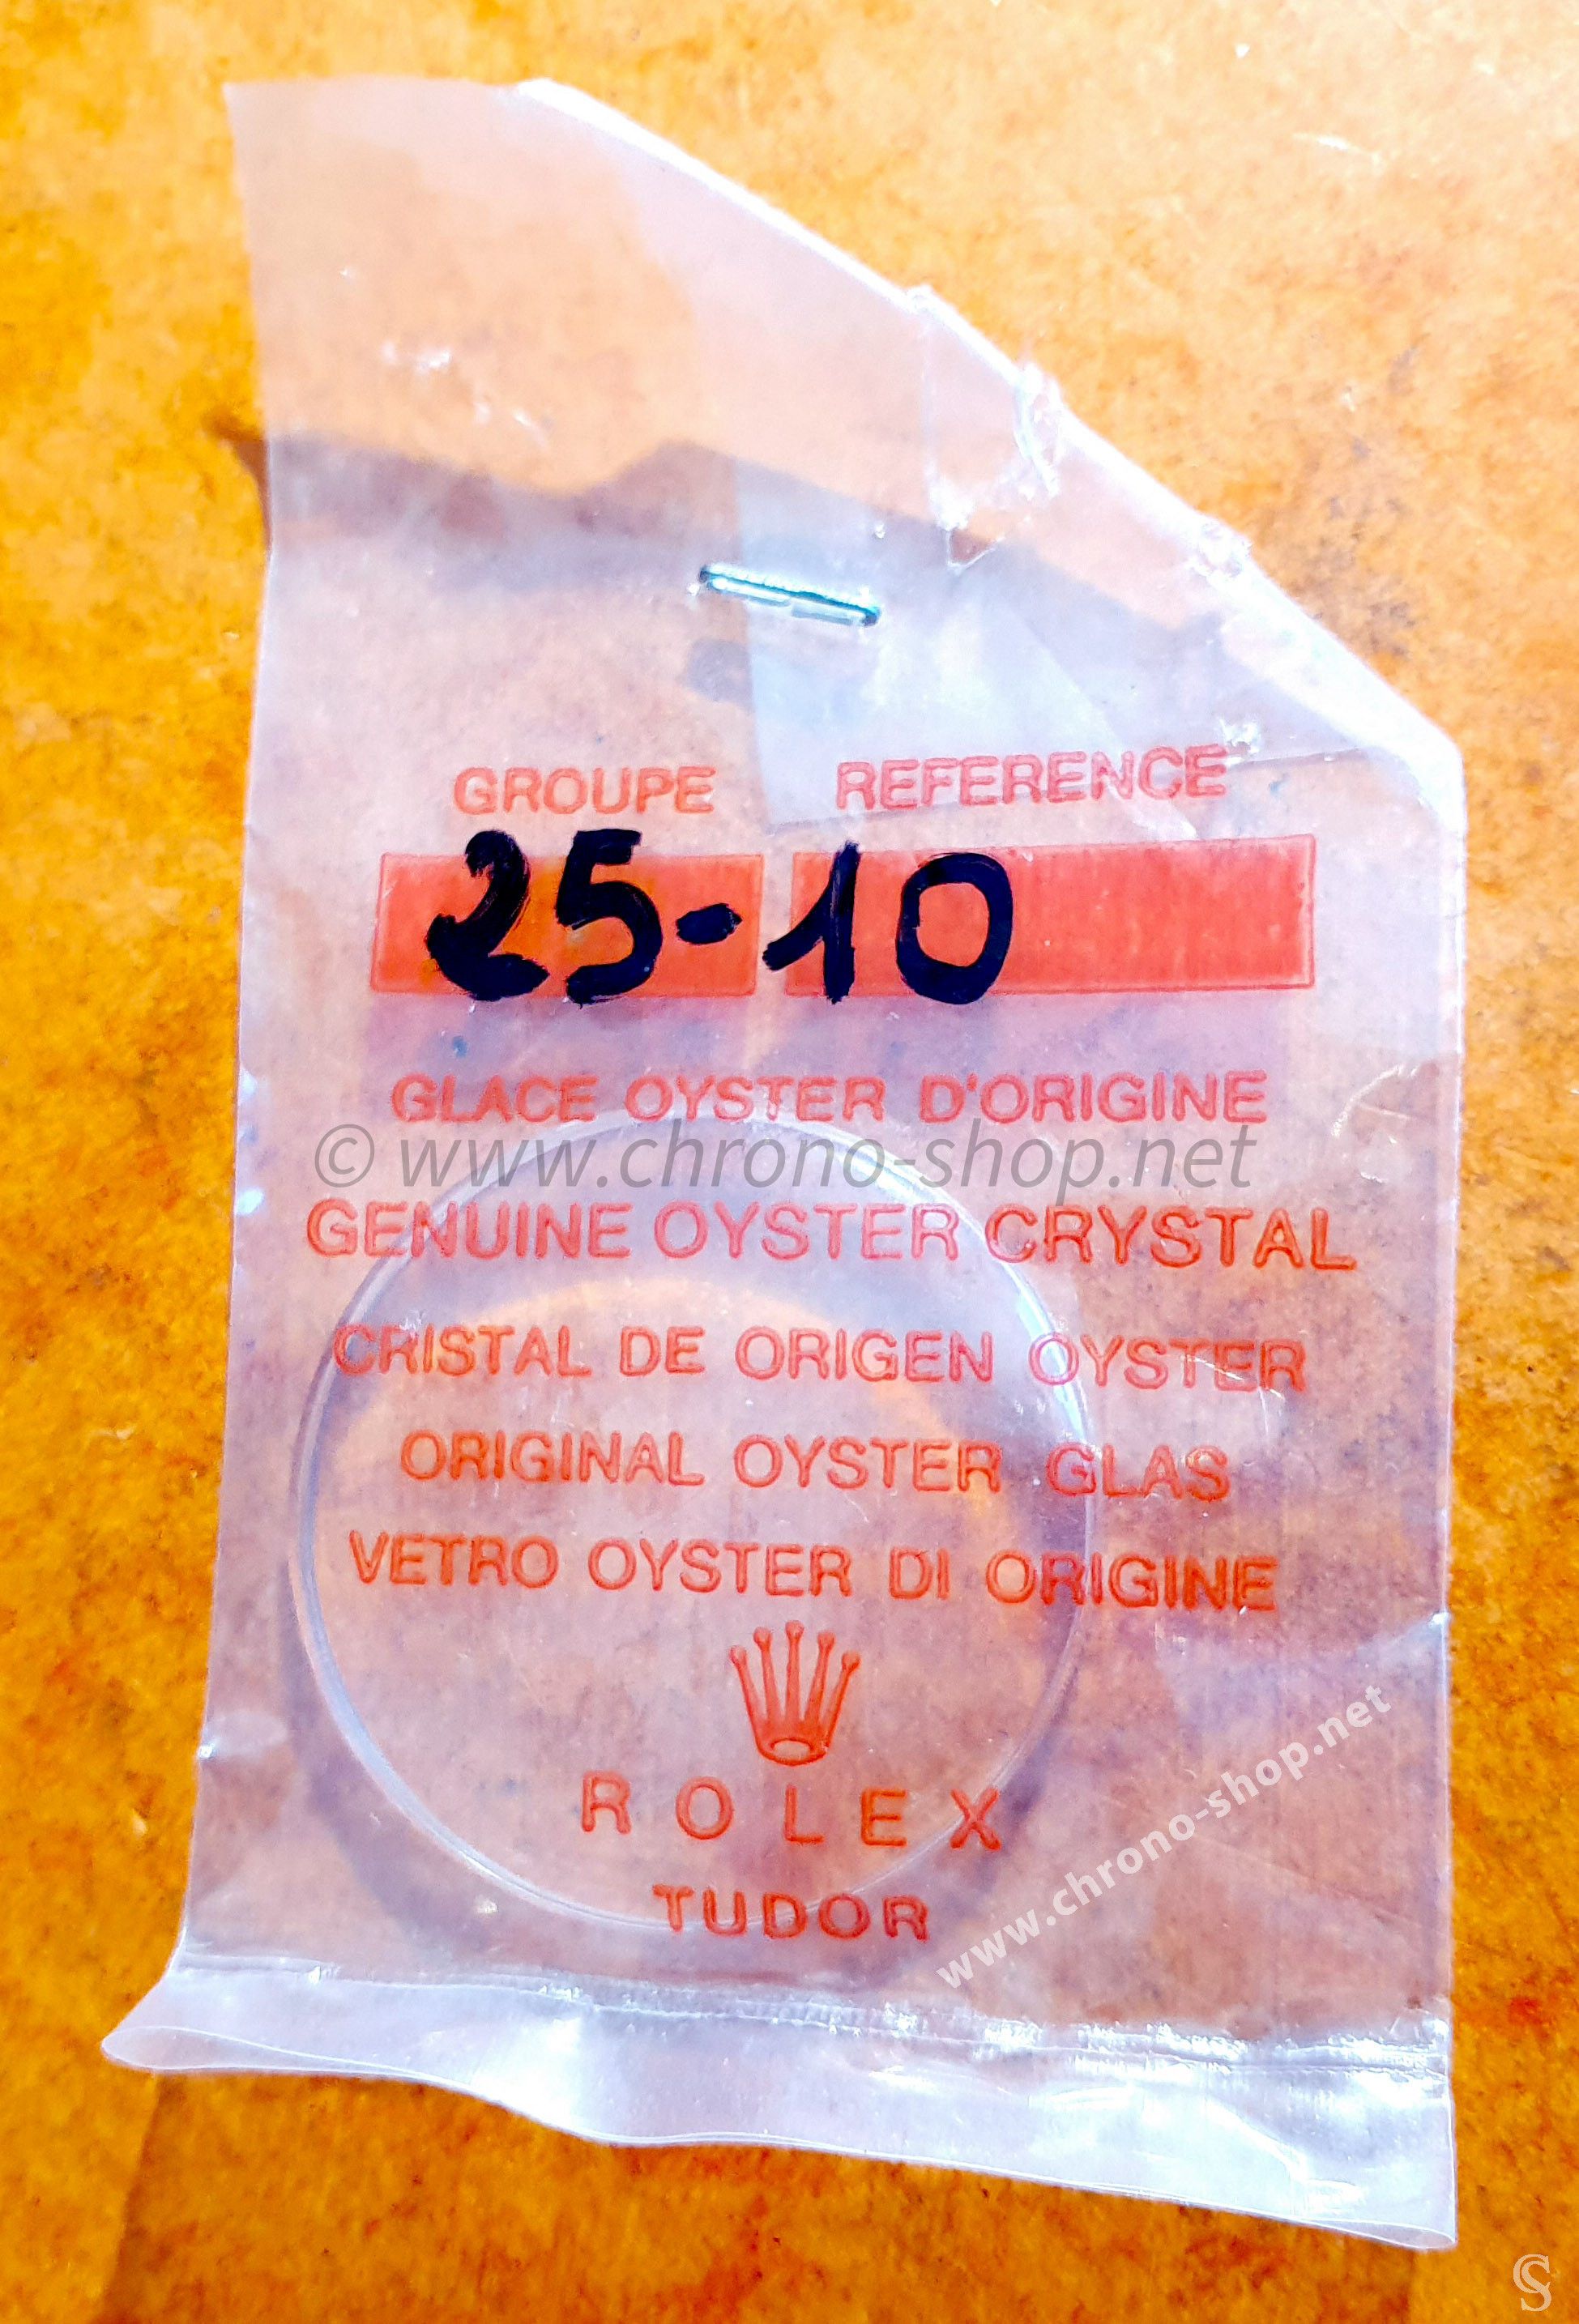 GROUPE REFERENCE
25-10
GLACE OYSTER D'ORIGINE
© www.chrono-shop.net
GENUINE OYSTER CRYSTAL
CRISTAL DE ORIGEN OYSTER
ORIGINAL OYSTER GLAS
VETRO OYSTER DI ORIGINE
ROLEX
TUDOR
www.chrono-shop.net